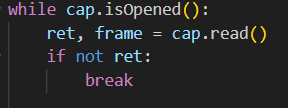 while cap.isOpened():
    ret, frame = cap.read()
    if not ret:
        break